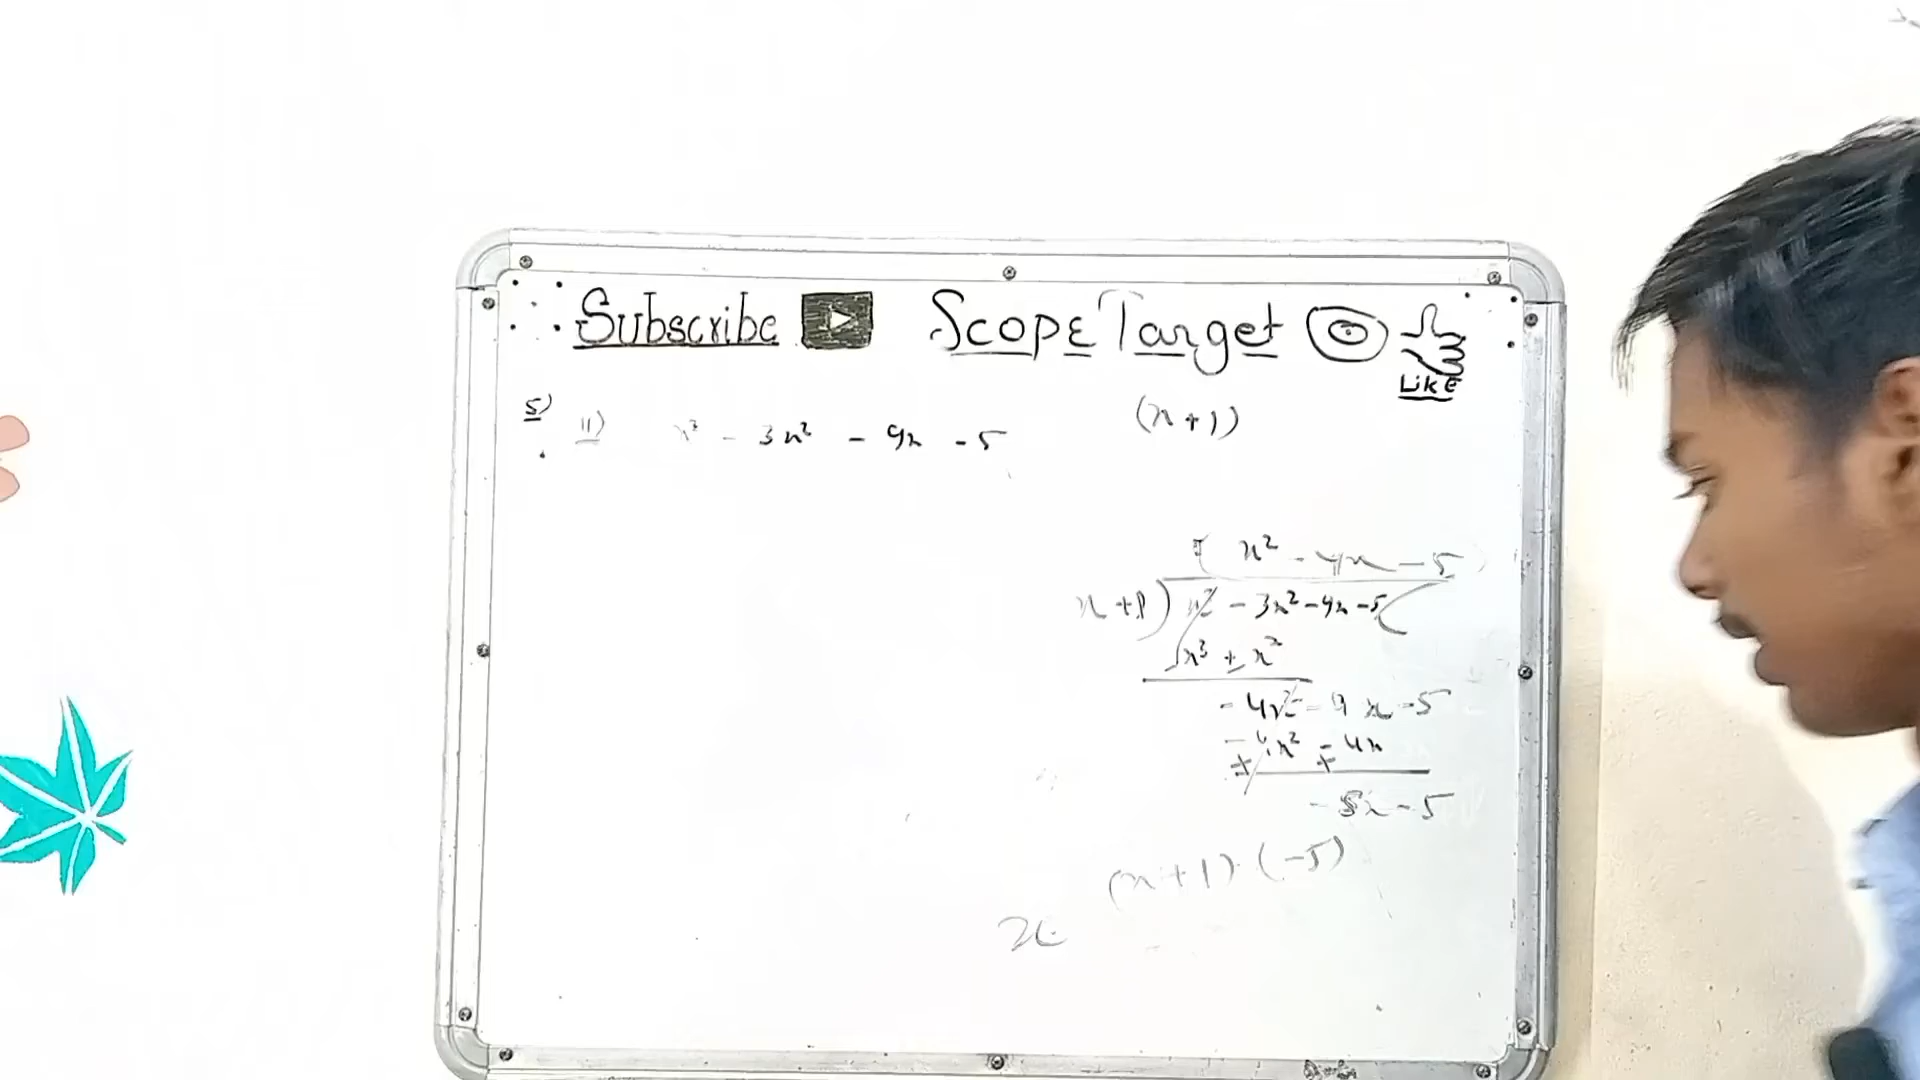 Subscribe Scope Target
LikE
5) ii) x³ - 3x² - 9x - 5 (x+1)
x² - 4x - 5
x+1) x³ - 3x² - 9x - 5 (
x³ + x²
- 4x² - 9x - 5
- 4x² - 4x
+ +
- 5x - 5
(x+1) (-5)
x